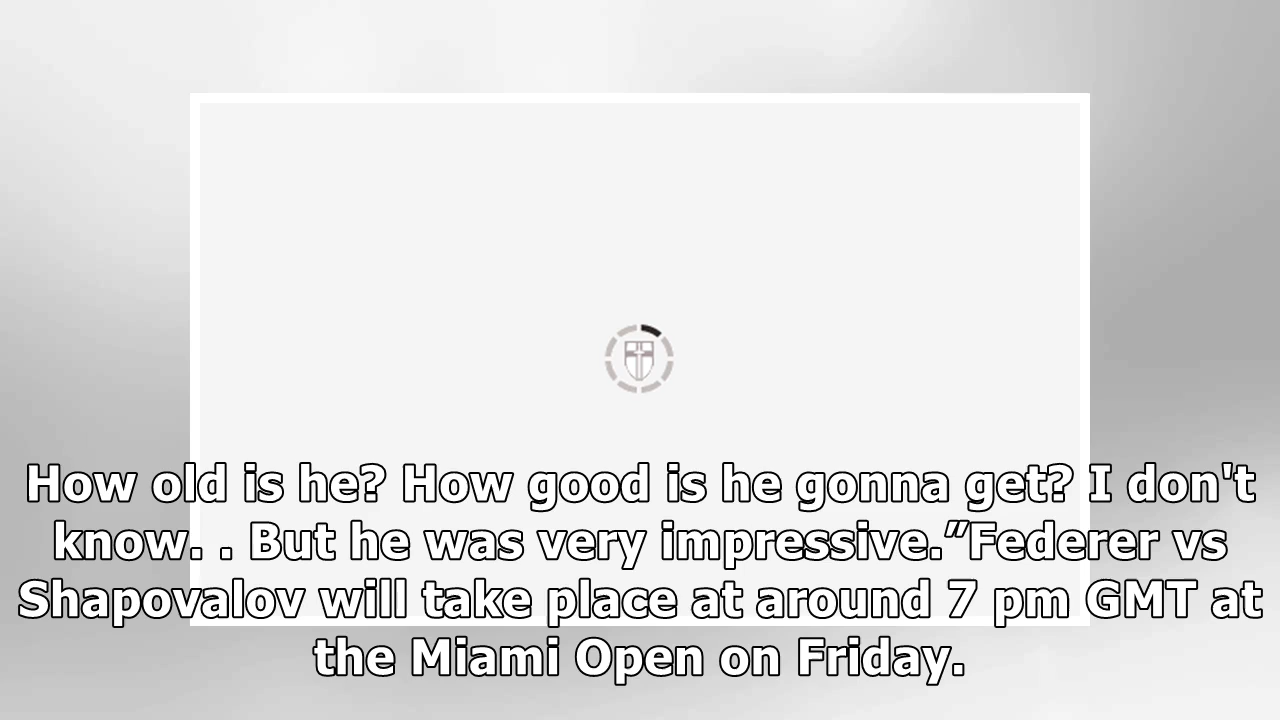 How old is he? How good is he gonna get? I don't
know. . But he was very impressive.”Federer vs
Shapovalov will take place at around 7 pm GMT at
the Miami Open on Friday.